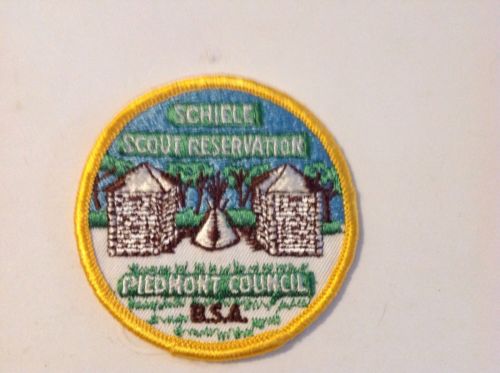 SCHIELE
SCOUT RESERVATION
PIEDMONT COUNCIL
B.S.A.